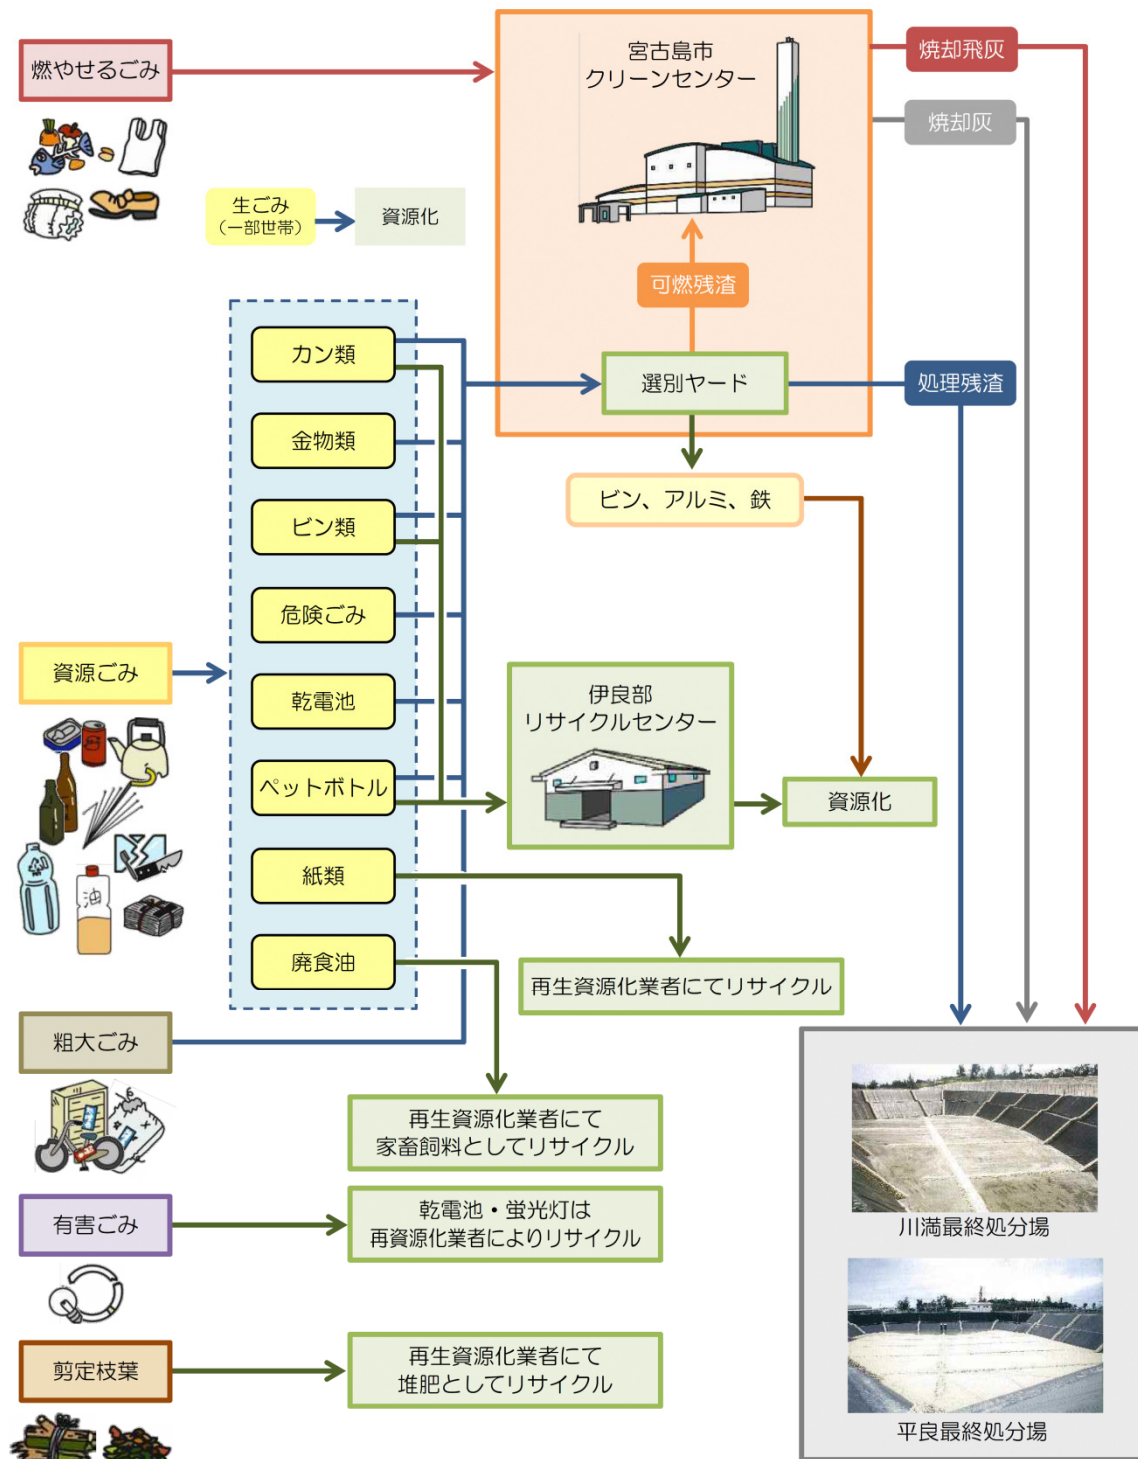 燃やせるごみ
宮古島市
クリーンセンター
焼却飛灰
焼却灰
生ごみ
（一部世帯）
資源化
可燃残渣
選別ヤード
処理残渣
カン類
金物類
ビン類
危険ごみ
乾電池
ペットボトル
紙類
廃食油
ビン、アルミ、鉄
資源ごみ
油
伊良部
リサイクルセンター
資源化
再生資源化業者にてリサイクル
粗大ごみ
再生資源化業者にて
家畜飼料としてリサイクル
有害ごみ
乾電池・蛍光灯は
再資源化業者によりリサイクル
剪定枝葉
再生資源化業者にて
堆肥としてリサイクル
川満最終処分場
平良最終処分場